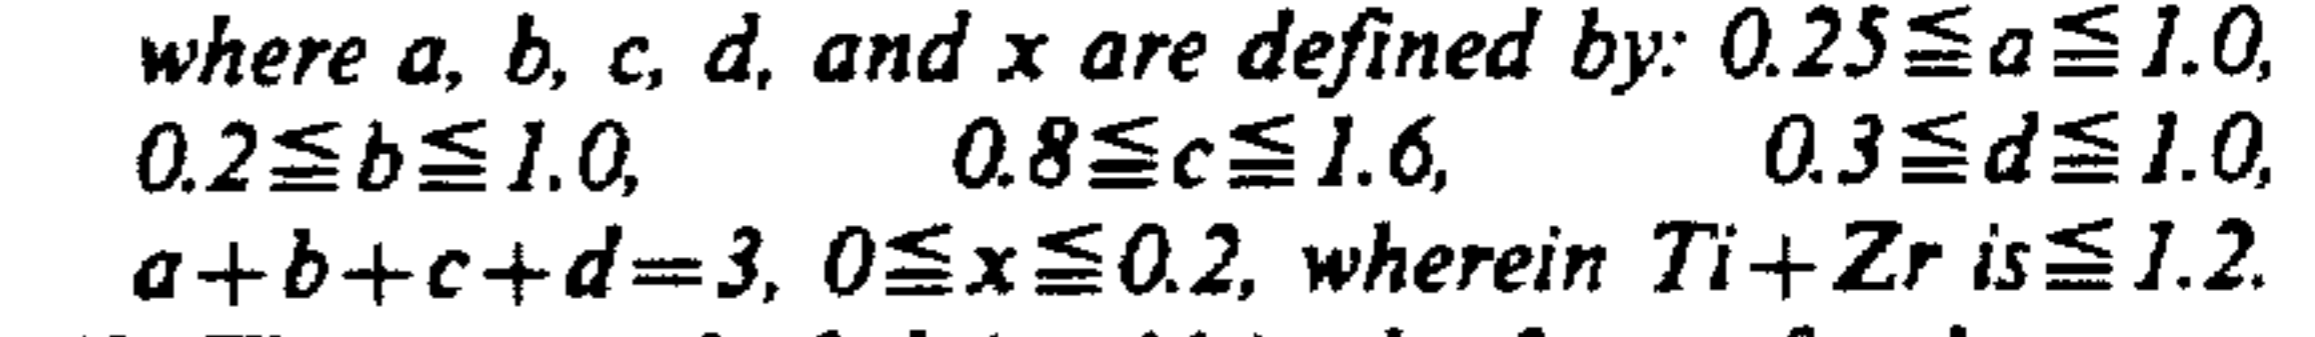 where a, b, c, d, and x are defined by: 0.25≦a≦1.0,
0.2≦b≦1.0, 0.8≦c≦1.6, 0.3≦d≦1.0,
a+b+c+d=3, 0≦x≦0.2, wherein Ti+Zr is≦1.2.